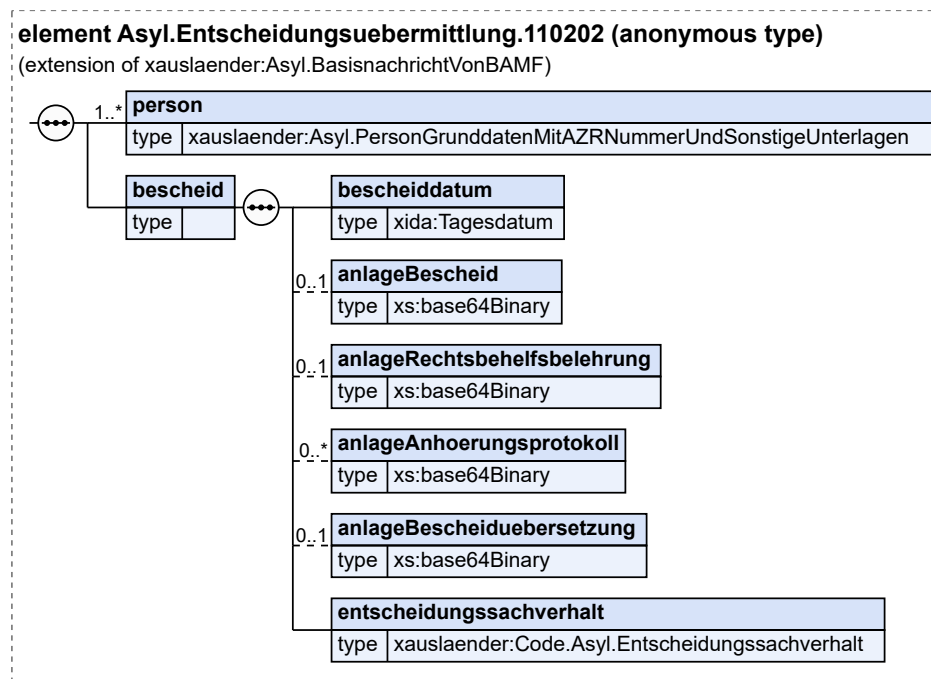 element Asyl.Entscheidungsuebermittlung.110202 (anonymous type)
(extension of xauslaender:Asyl.BasisnachrichtVonBAMF)
1..* person
type xauslaender:Asyl.PersonGrunddatenMitAZRNummerUndSonstigeUnterlagen
bescheid
type
bescheiddatum
type xida:Tagesdatum
0..1 anlageBescheid
type xs:base64Binary
0..1 anlageRechtsbehelfsbelehrung
type xs:base64Binary
0..* anlageAnhoerungsprotokoll
type xs:base64Binary
0..1 anlageBescheiduebersetzung
type xs:base64Binary
entscheidungssachverhalt
type xauslaender:Code.Asyl.Entscheidungssachverhalt